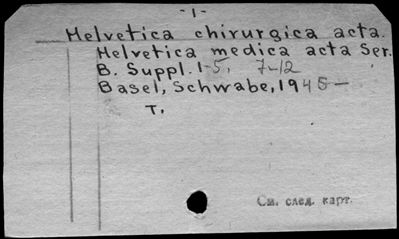 -1-
Helvetica chirurgica acta.
Helvetica medica acta Ser.
B. Suppl. 1-5, 7-12
Basel, Schwabe, 1945-
T.
См. след. карт.